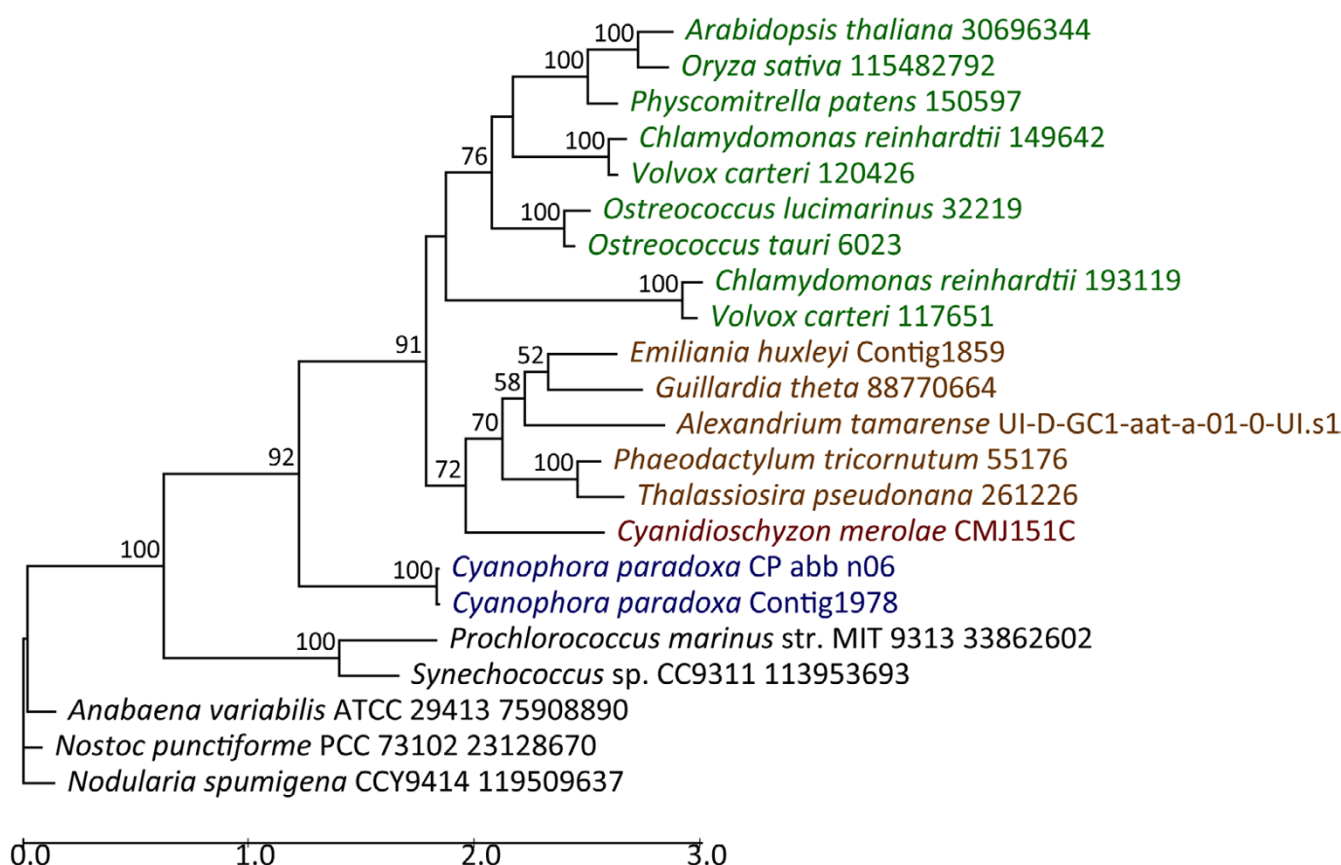 100 Arabidopsis thaliana 30696344
100 Oryza sativa 115482792
Physcomitrella patens 150597
100 Chlamydomonas reinhardtii 149642
76 Volvox carteri 120426
100 Ostreococcus lucimarinus 32219
Ostreococcus tauri 6023
100 Chlamydomonas reinhardtii 193119
Volvox carteri 117651
91 52 Emiliania huxleyi Contig1859
58 Guillardia theta 88770664
70 Alexandrium tamarense UI-D-GC1-aat-a-01-0-UI.s1
92 72 100 Phaeodactylum tricornutum 55176
Thalassiosira pseudonana 261226
Cyanidioschyzon merolae CMJ151C
100 100 Cyanophora paradoxa CP abb n06
Cyanophora paradoxa Contig1978
100 Prochlorococcus marinus str. MIT 9313 33862602
Synechococcus sp. CC9311 113953693
Anabaena variabilis ATCC 29413 75908890
Nostoc punctiforme PCC 73102 23128670
Nodularia spumigena CCY9414 119509637
0.0 1.0 2.0 3.0